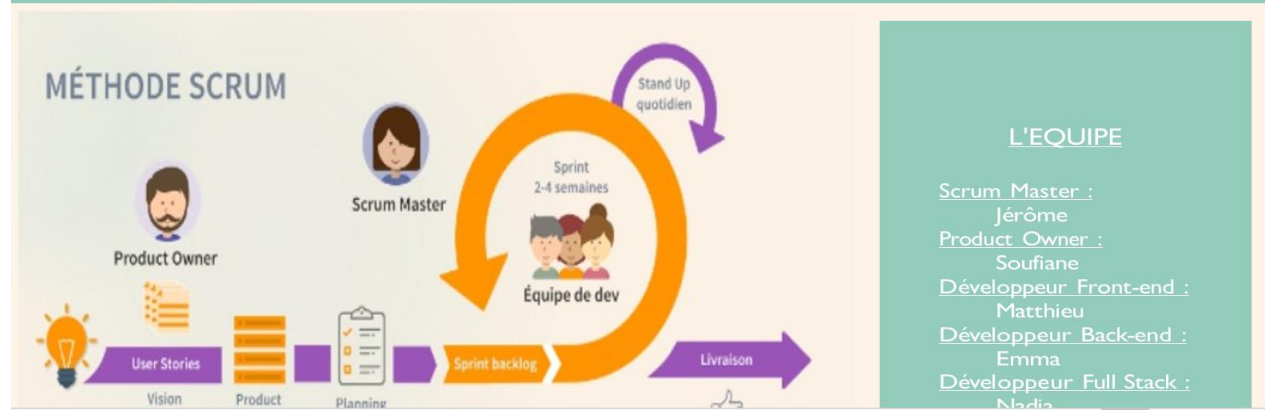 MÉTHODE SCRUM
Stand Up
quotidien
Sprint
2-4 semaines
Scrum Master
Product Owner
Équipe de dev
User Stories
Sprint backlog
Livraison
Vision
Product
Planning
L'EQUIPE
Scrum Master :
Jérôme
Product Owner :
Soufiane
Développeur Front-end :
Matthieu
Développeur Back-end :
Emma
Développeur Full Stack :
Nadia